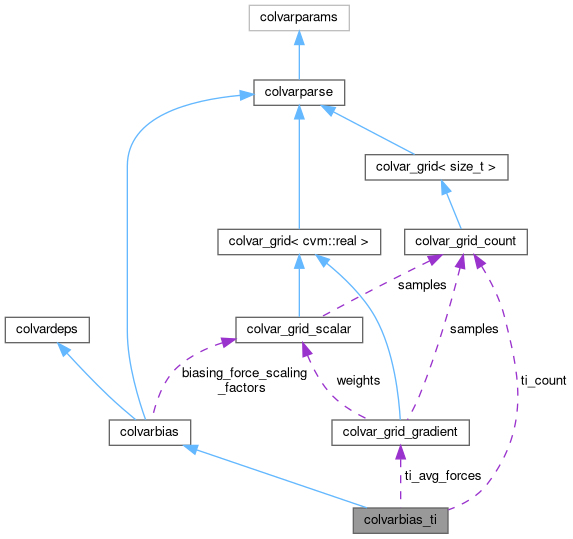 colvarparams
colvarparse
colvar_grid< size_t >
colvar_grid< cvm::real >
colvar_grid_count
samples
colvardeps
colvar_grid_scalar
samples
biasing_force_scaling
_factors
weights
ti_count
colvarbias
colvar_grid_gradient
ti_avg_forces
colvarbias_ti